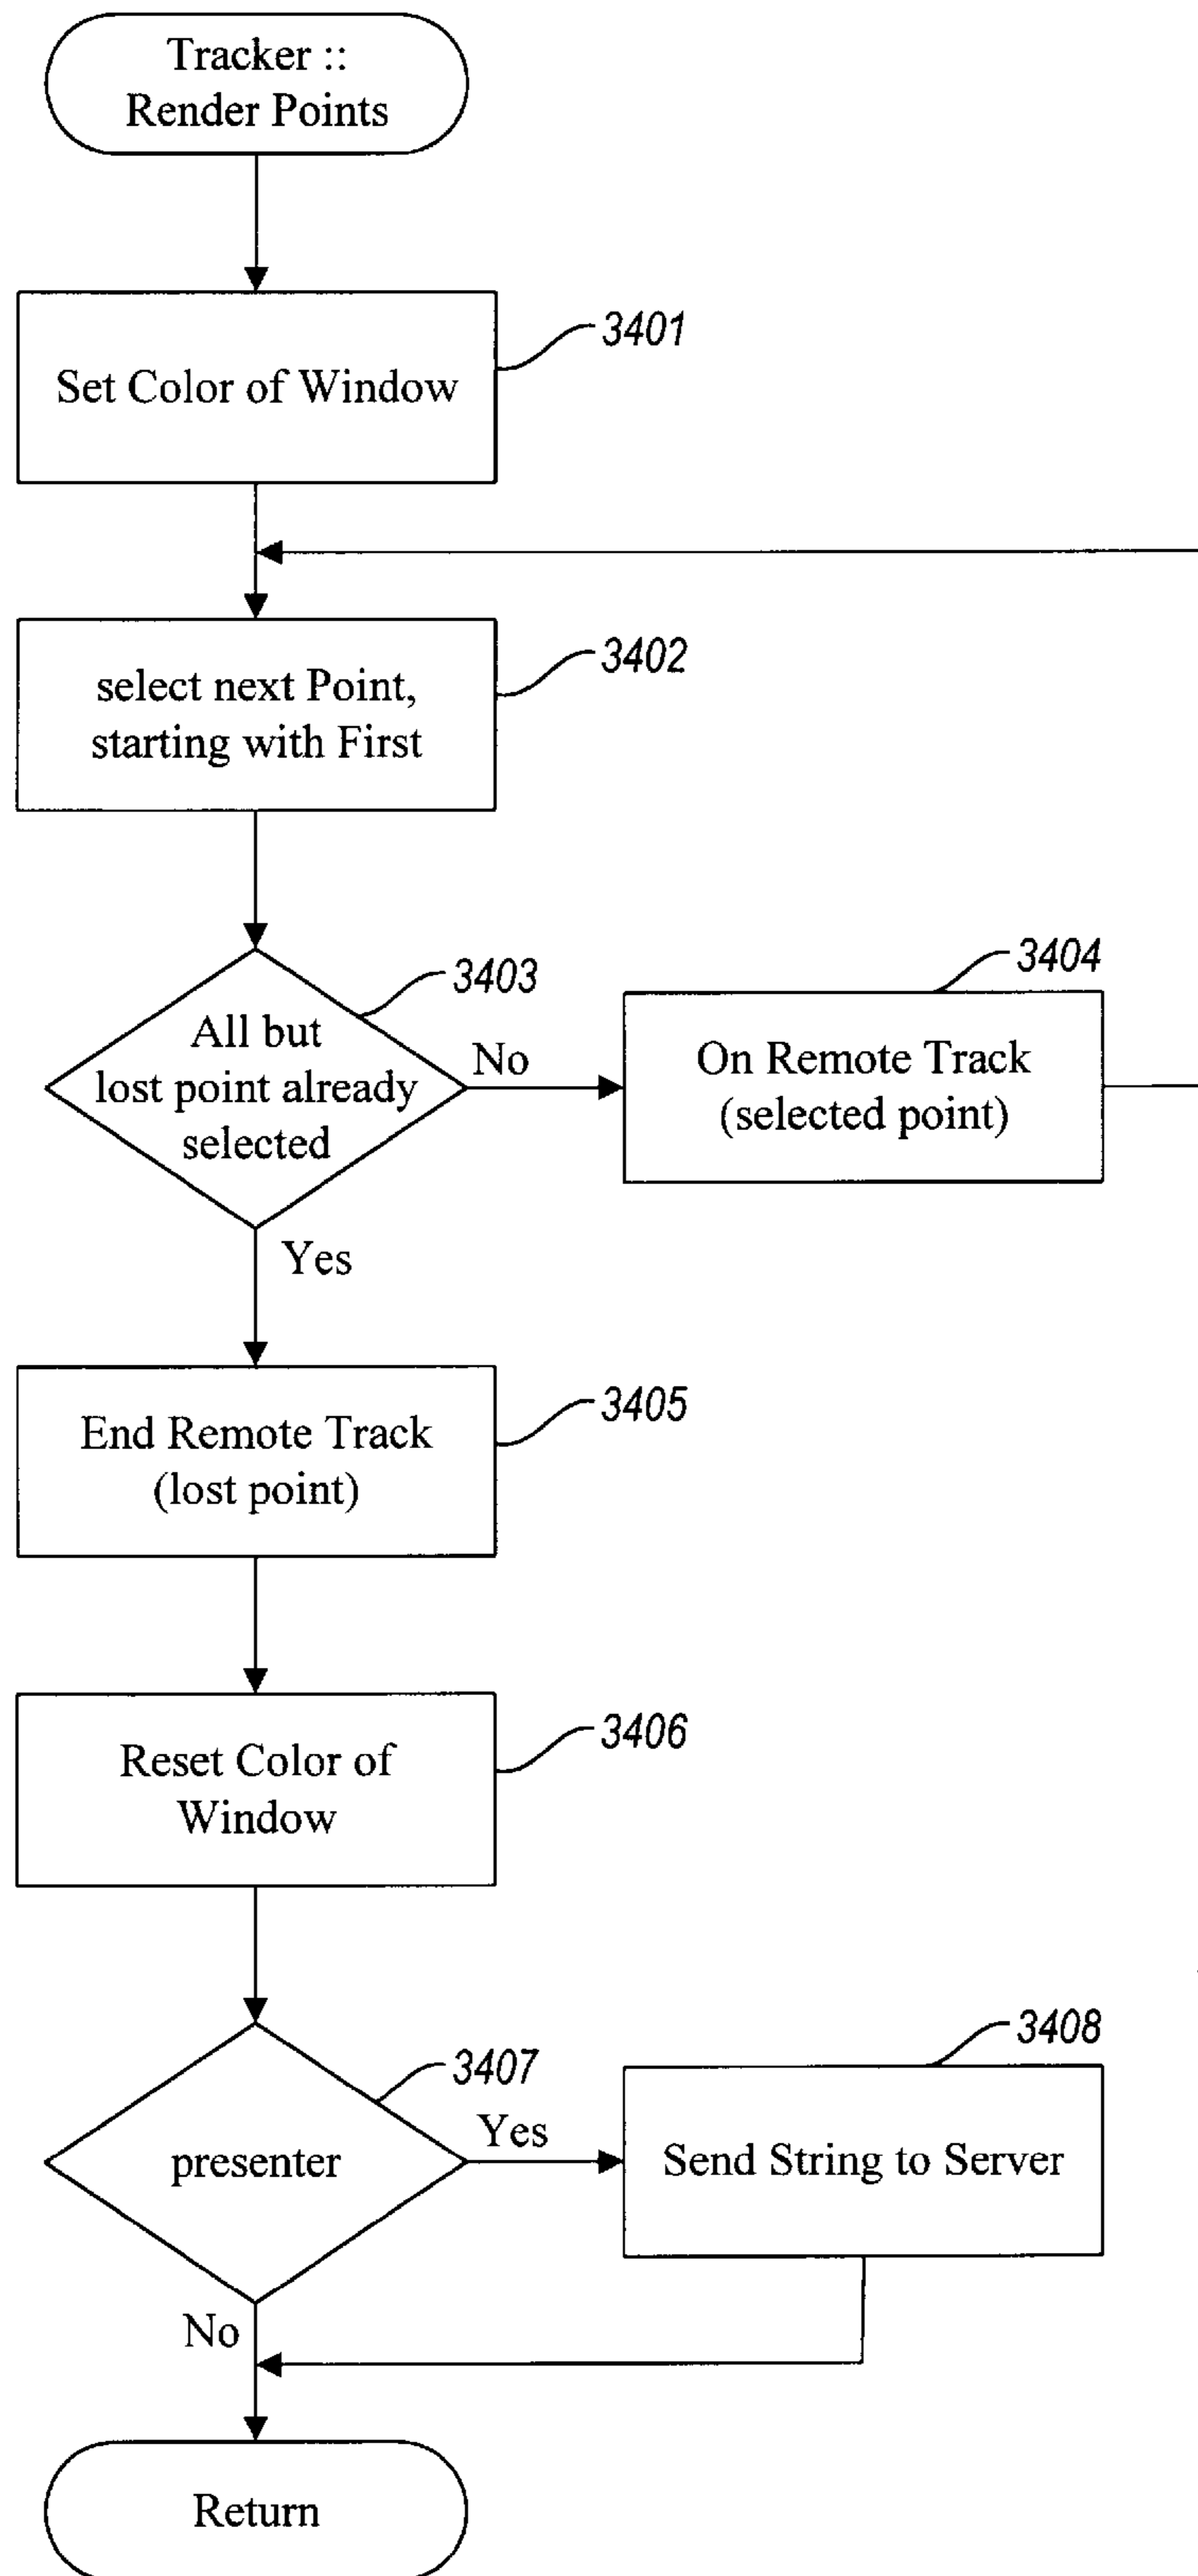 Tracker ::
Render Points
3401
Set Color of Window
3402
select next Point,
starting with First
3403
All but
lost point already
selected
No
3404
On Remote Track
(selected point)
Yes
3405
End Remote Track
(lost point)
3406
Reset Color of
Window
3407
presenter
Yes
3408
Send String to Server
No
Return